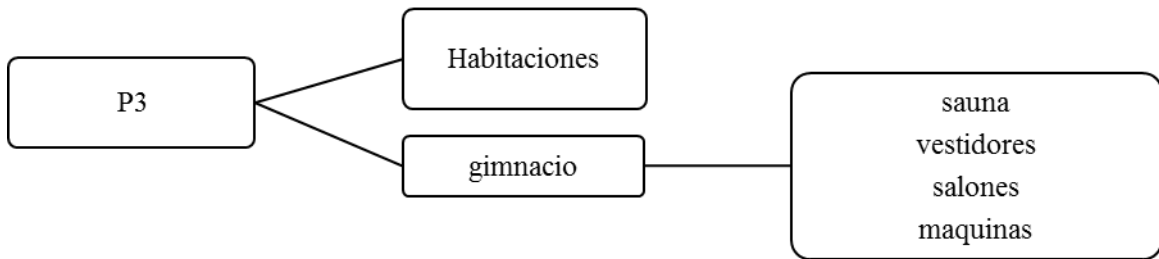 P3
Habitaciones
gimnacio
sauna
vestidores
salones
maquinas